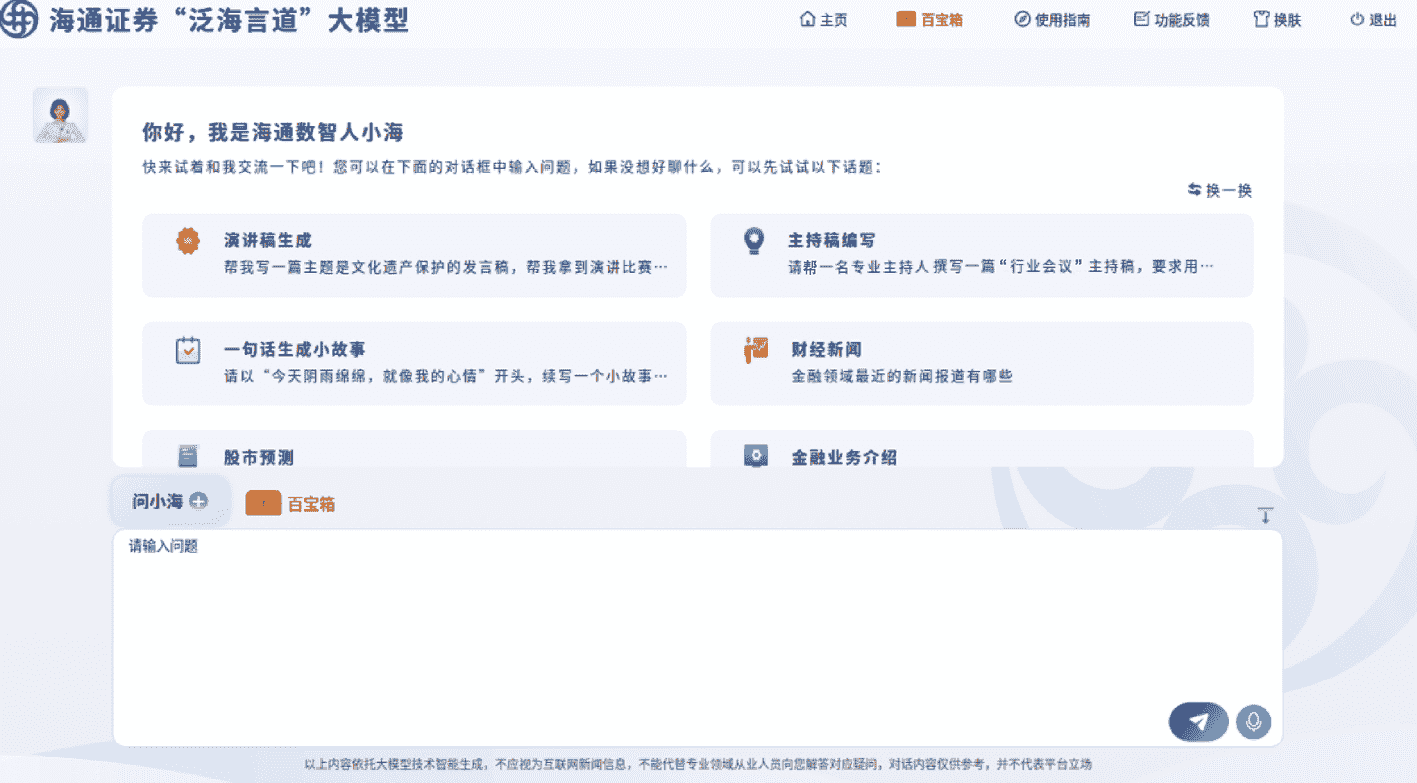 海通证券“泛海言道”大模型
主页 百宝箱 使用指南 功能反馈 换肤 退出
你好，我是海通数智人小海
快来试着和我交流一下吧！您可以在下面的对话框中输入问题，如果没想好聊什么，可以先试试以下话题：
换一换
演讲稿生成
帮我写一篇主题是文化遗产保护的发言稿，帮我拿到演讲比赛…
主持稿编写
请帮一名专业主持人撰写一篇“行业会议”主持稿，要求用…
一句话生成小故事
请以“今天阴雨绵绵，就像我的心情”开头，续写一个小故事…
财经新闻
金融领域最近的新闻报道有哪些
股市预测
金融业务介绍
问小海
百宝箱
请输入问题
以上内容依托大模型技术智能生成，不应视为互联网新闻信息，不能代替专业领域从业人员向您解答对应疑问，对话内容仅供参考，并不代表平台立场